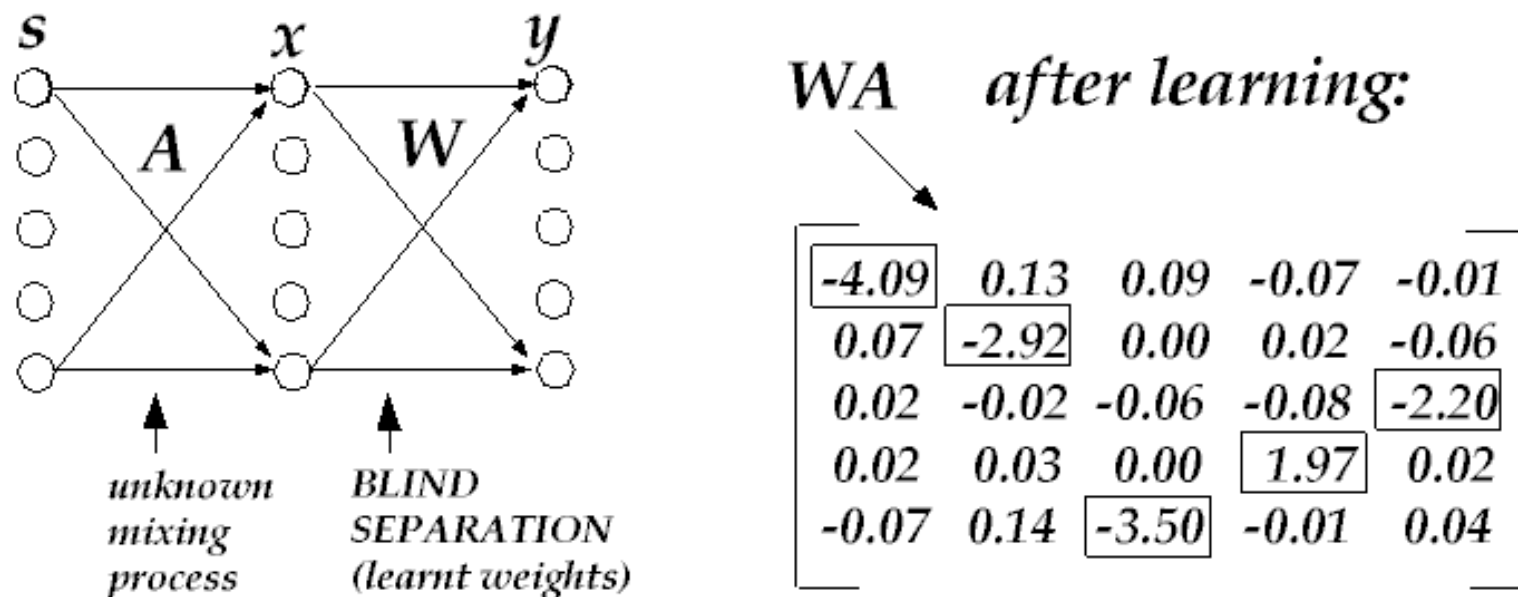 s x y
A W
unknown
mixing
process
BLIND
SEPARATION
(learnt weights)
WA after learning:
-4.09 0.13 0.09 -0.07 -0.01
0.07 -2.92 0.00 0.02 -0.06
0.02 -0.02 -0.06 -0.08 -2.20
0.02 0.03 0.00 1.97 0.02
-0.07 0.14 -3.50 -0.01 0.04